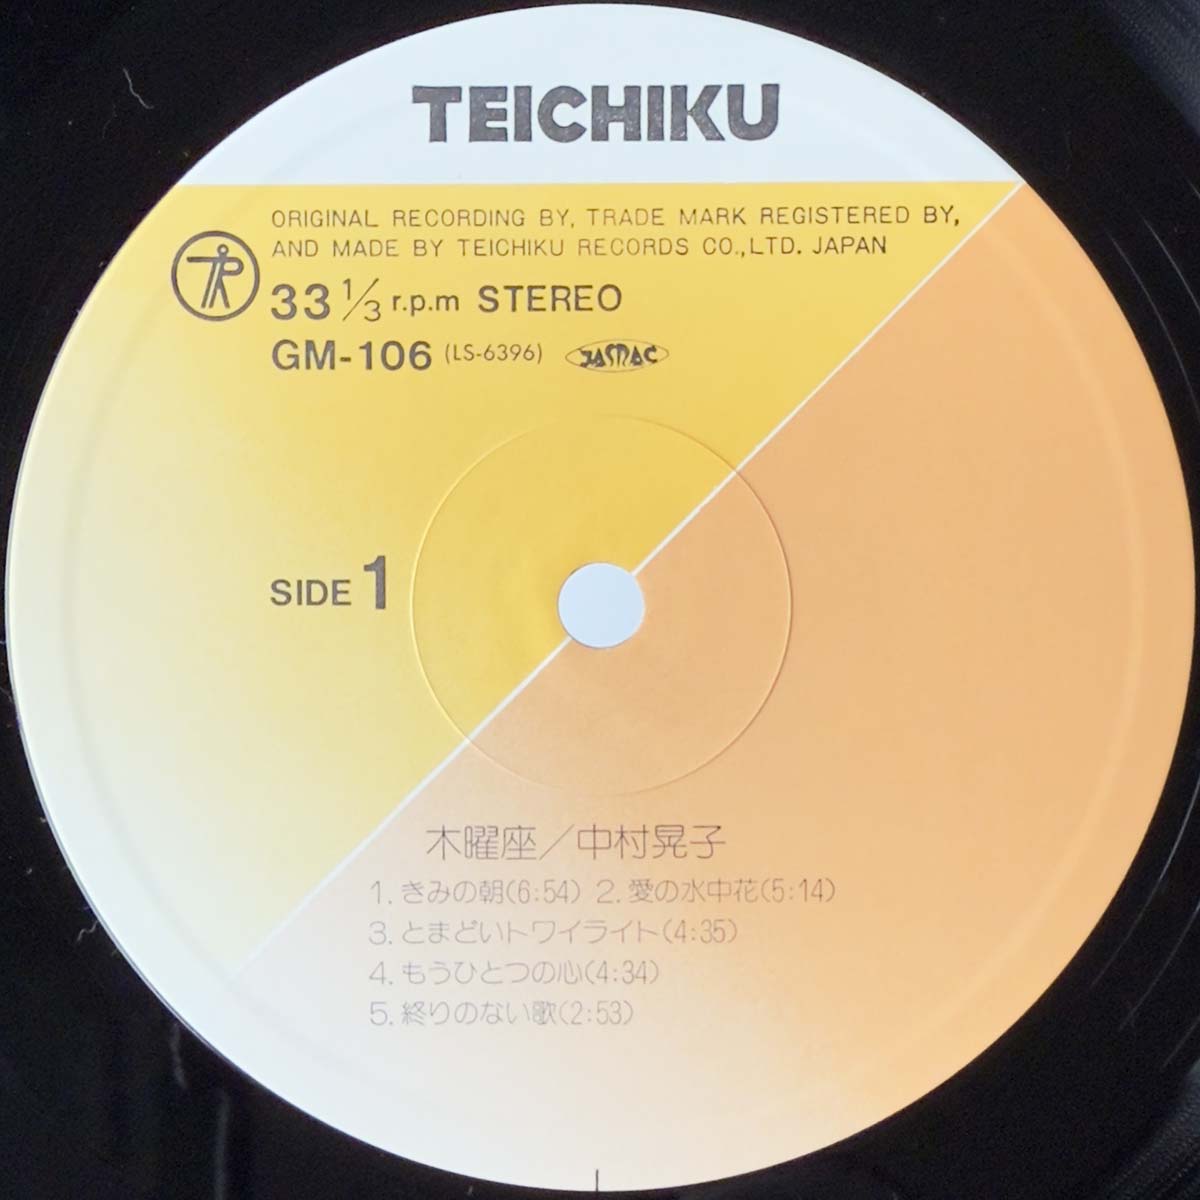 TEICHIKU
ORIGINAL RECORDING BY, TRADE MARK REGISTERED BY,
AND MADE BY TEICHIKU RECORDS CO.,LTD. JAPAN
33 1/3 r.p.m STEREO
GM-106 (LS-6396) JASRAC
SIDE 1
木曜座/中村晃子
1. きみの朝(6:54) 2. 愛の水中花(5:14)
3. とまどいトワイライト(4:35)
4. もうひとつの心(4:34)
5. 終りのない歌(2:53)